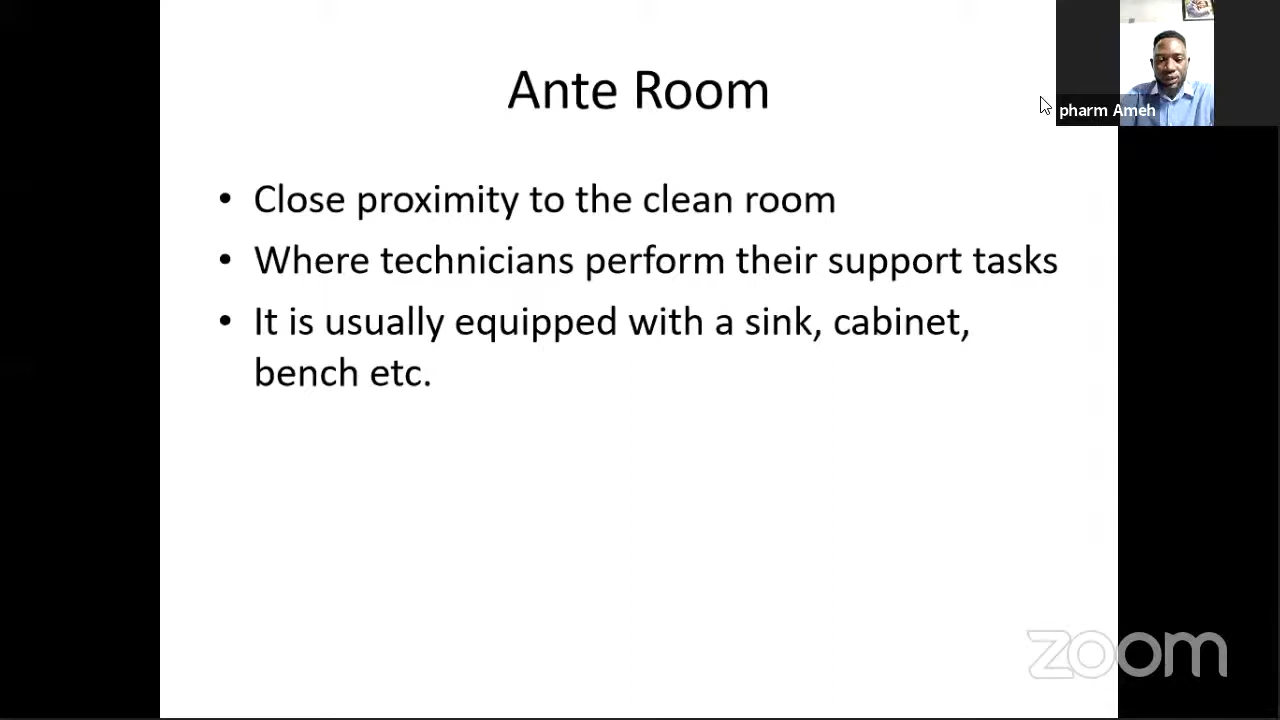 Ante Room
pharm Ameh
• Close proximity to the clean room
• Where technicians perform their support tasks
• It is usually equipped with a sink, cabinet,
bench etc.
zoom